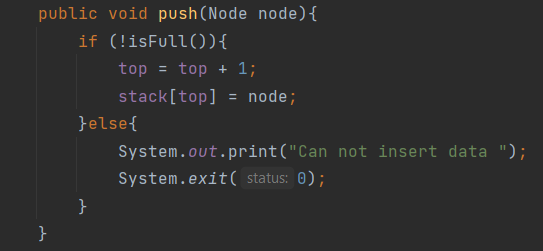 public void push(Node node){
if (!isFull()){
top = top + 1;
stack[top] = node;
}else{
System.out.print("Can not insert data ");
System.exit( status: 0);
}
}